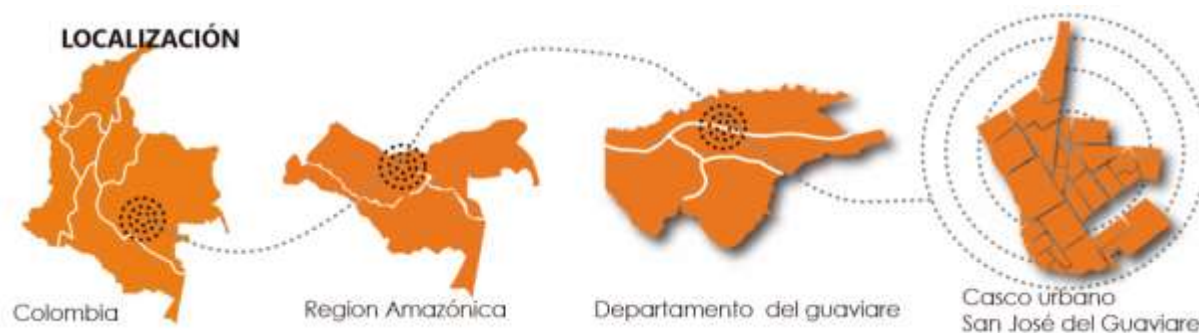 LOCALIZACIÓN
Colombia
Region Amazónica
Departamento del guaviare
Casco urbano
San José del Guaviare